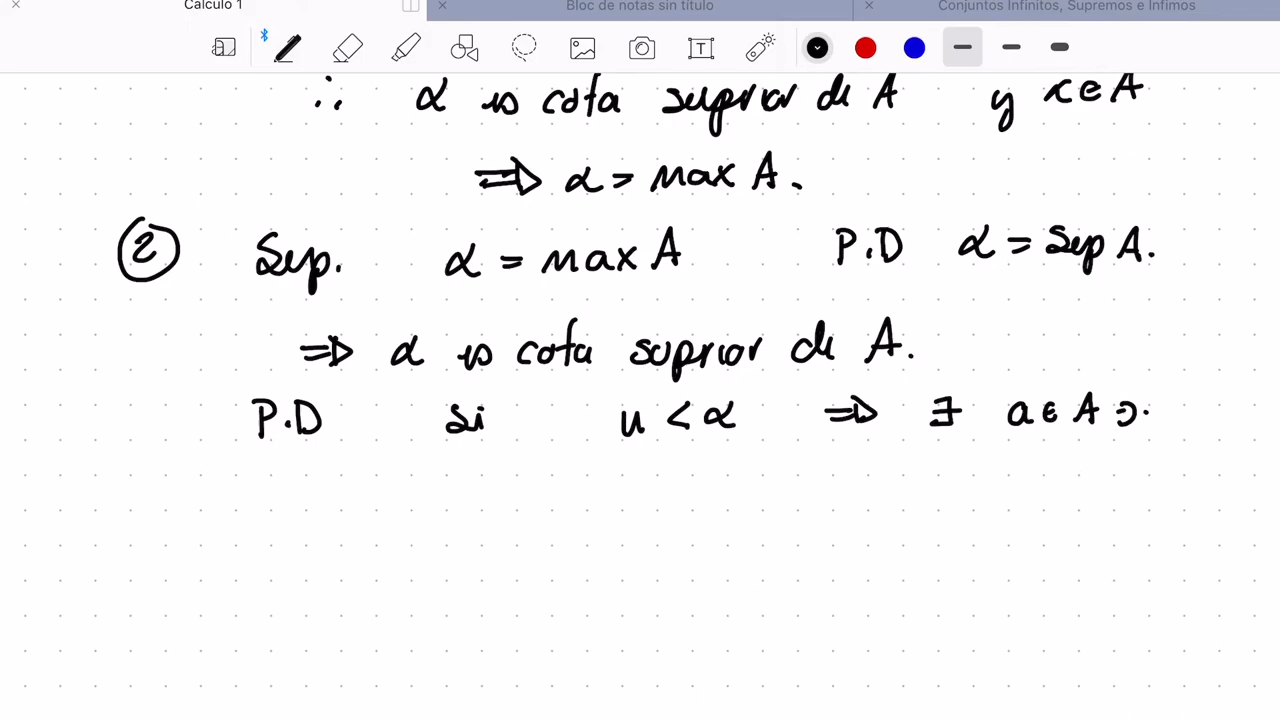 Calculo 1 Bloc de notas sin título Conjuntos Infinitos, Supremos e Infimos
∴ α es cota superior de A y x∈A
⇒ α = max A.
② Sup. α = max A P.D α = Sup A.
⇒ α es cota superior de A.
P.D si u < α ⇒ ∃ a ∈ A ∋.